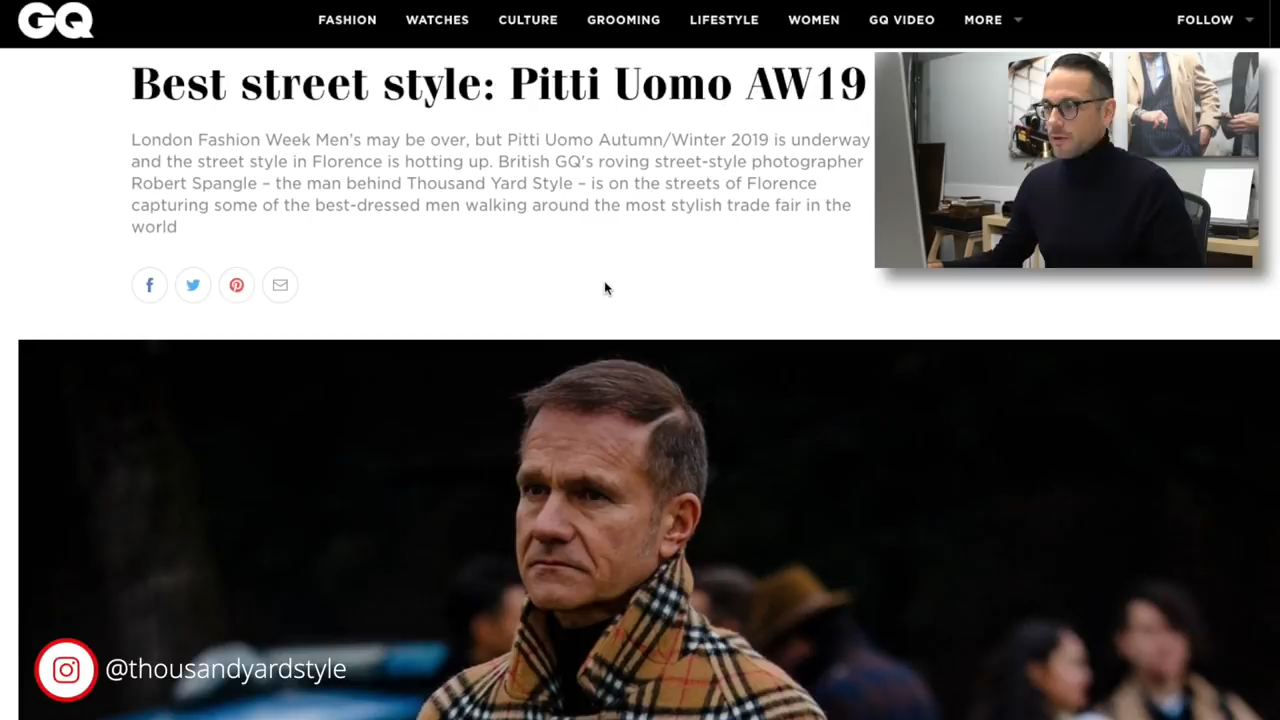 GQ
FASHION WATCHES CULTURE GROOMING LIFESTYLE WOMEN GQ VIDEO MORE FOLLOW
Best street style: Pitti Uomo AW19
London Fashion Week Men's may be over, but Pitti Uomo Autumn/Winter 2019 is underway
and the street style in Florence is hotting up. British GQ's roving street-style photographer
Robert Spangle – the man behind Thousand Yard Style – is on the streets of Florence
capturing some of the best-dressed men walking around the most stylish trade fair in the
world
@thousandyardstyle